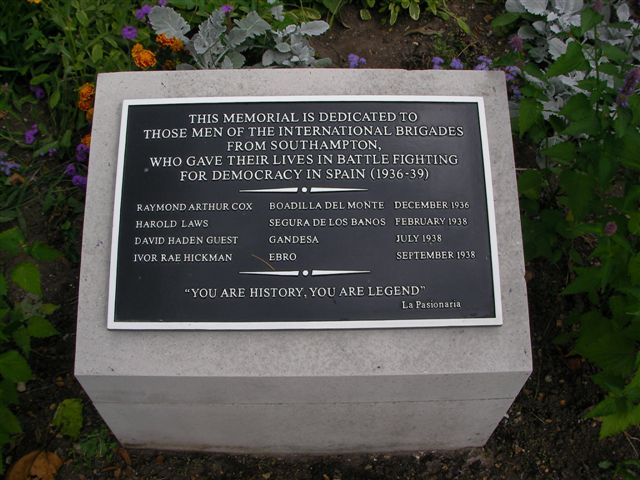 THIS MEMORIAL IS DEDICATED TO
THOSE MEN OF THE INTERNATIONAL BRIGADES
FROM SOUTHAMPTON,
WHO GAVE THEIR LIVES IN BATTLE FIGHTING
FOR DEMOCRACY IN SPAIN (1936-39)
RAYMOND ARTHUR COX BOADILLA DEL MONTE DECEMBER 1936
HAROLD LAWS SEGURA DE LOS BANOS FEBRUARY 1938
DAVID HADEN GUEST GANDESA JULY 1938
IVOR RAE HICKMAN EBRO SEPTEMBER 1938
"YOU ARE HISTORY, YOU ARE LEGEND"
La Pasionaria